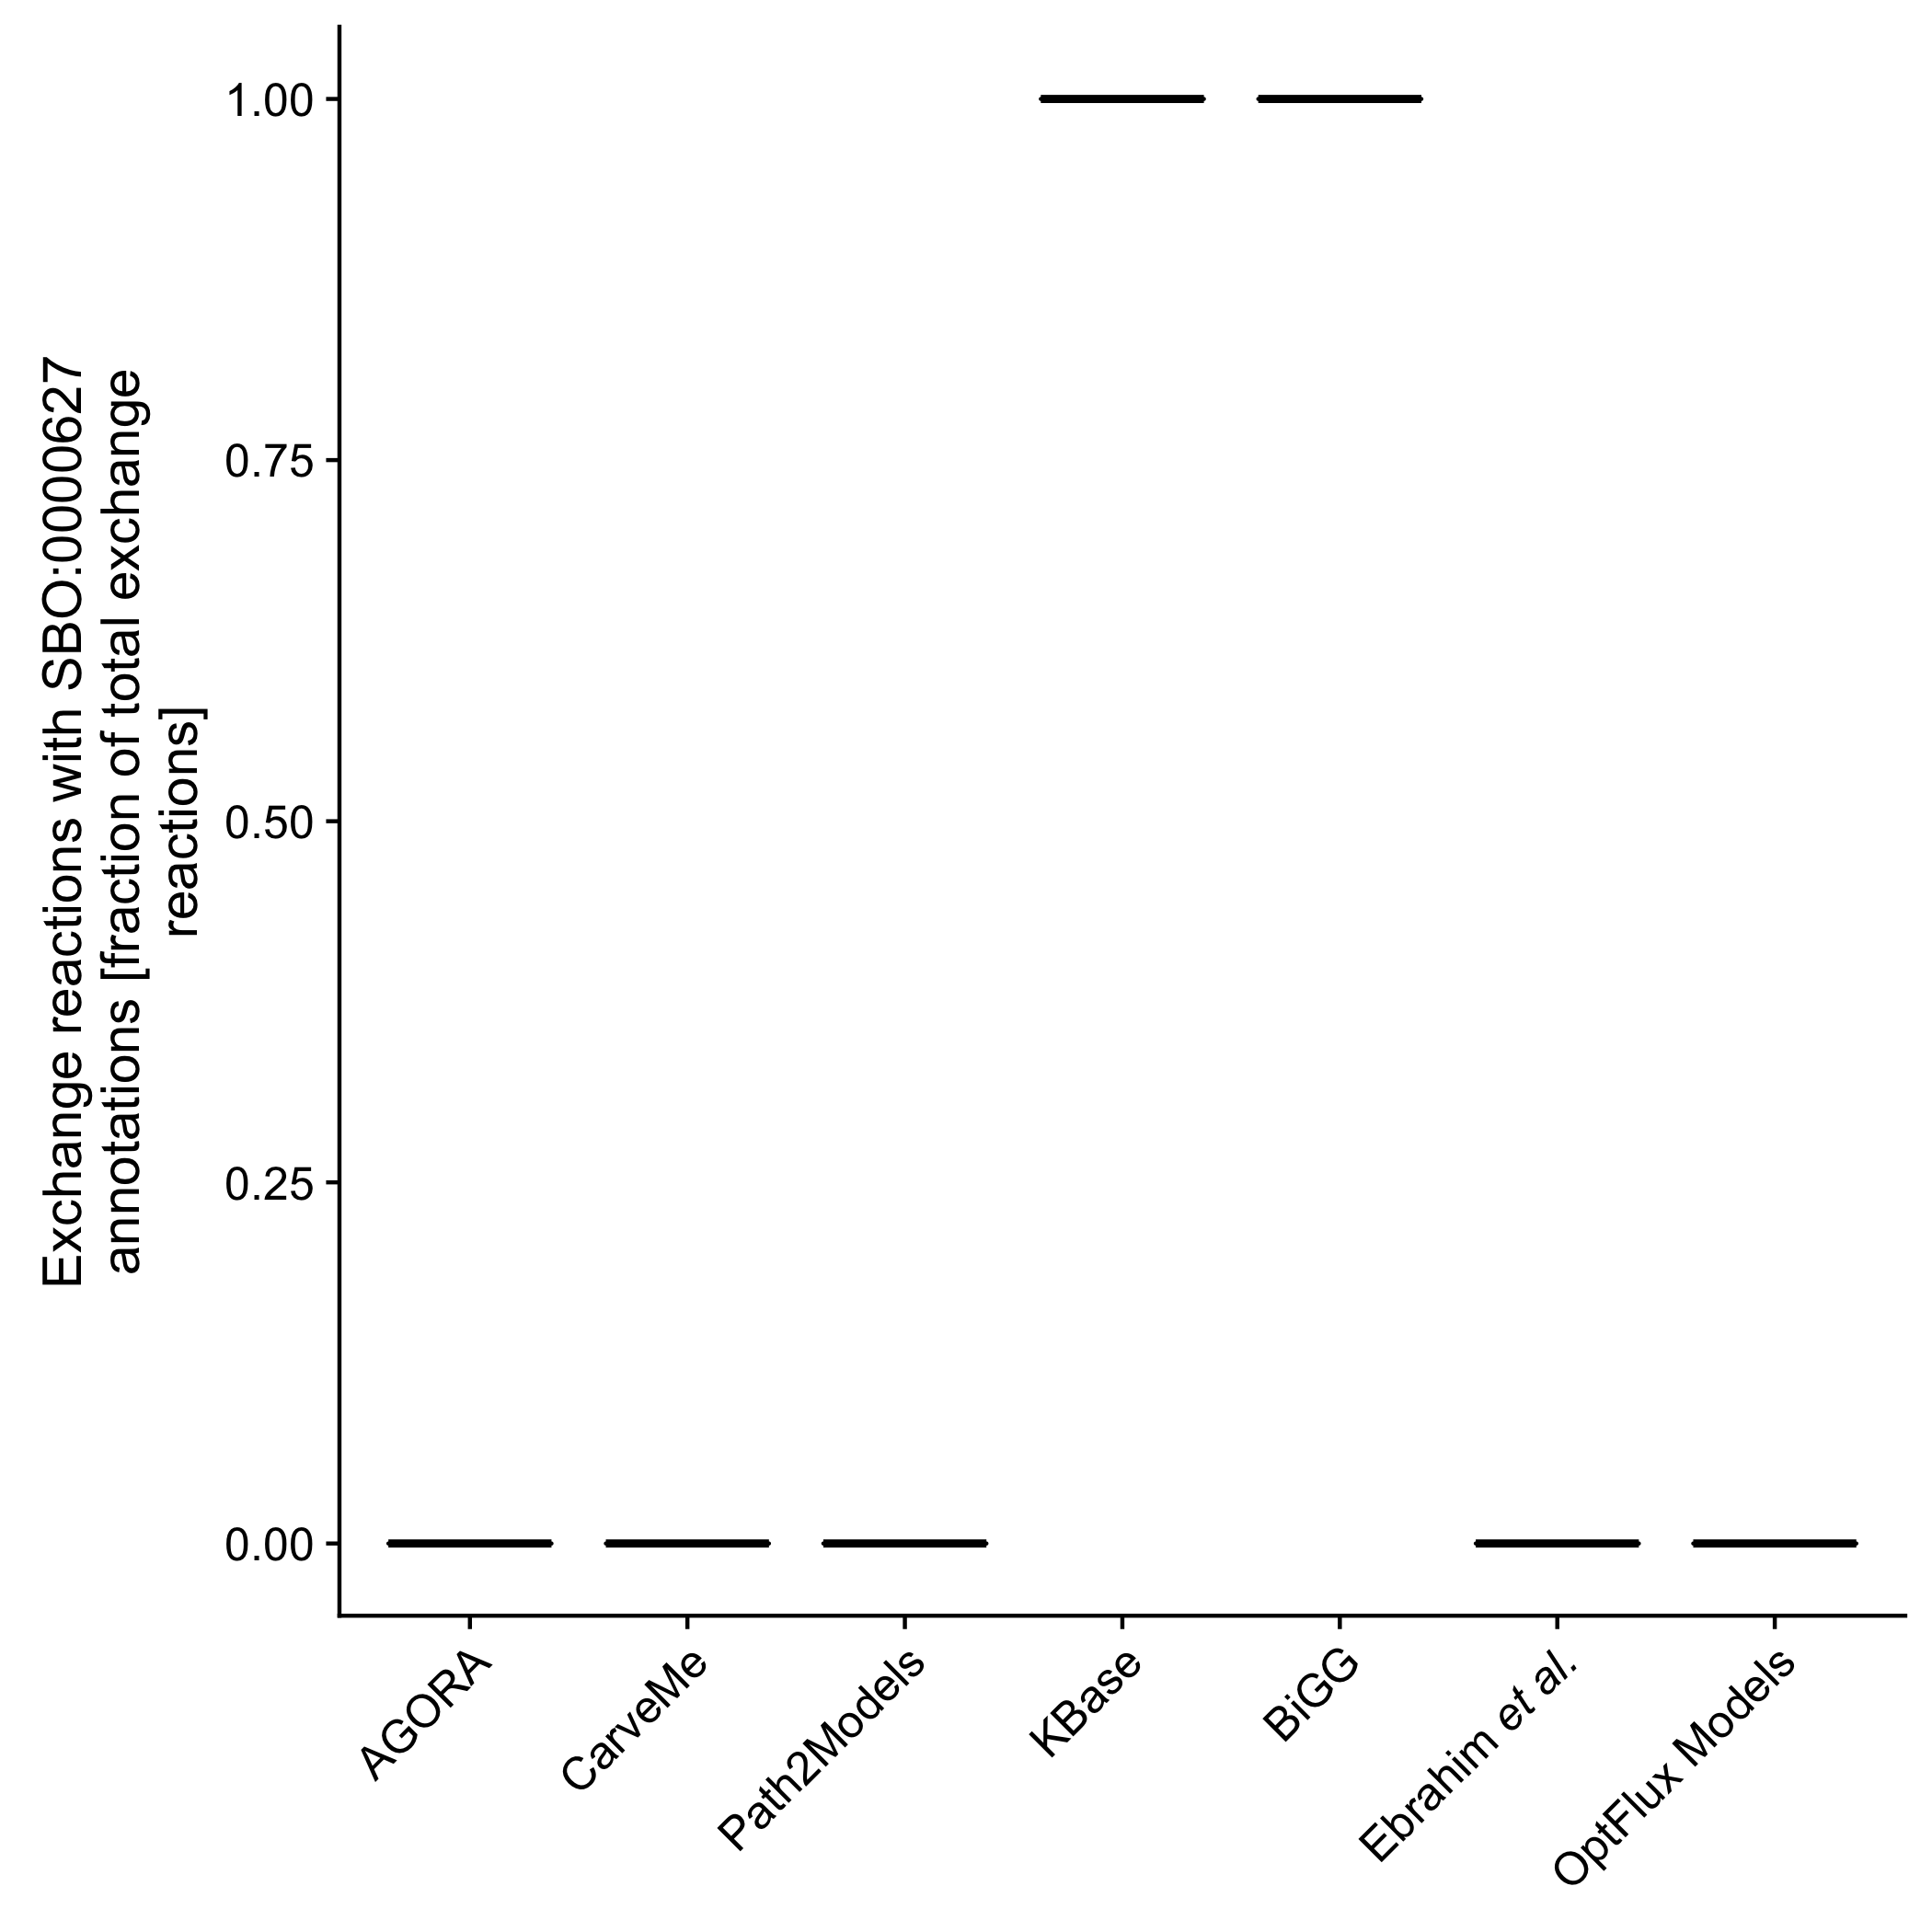 Exchange reactions with SBO:0000627
annotations [fraction of total exchange
reactions]
1.00
0.75
0.50
0.25
0.00
AGORA
CarveMe
Path2Models
KBase
BiGG
Ebrahim et al.
OptFlux Models